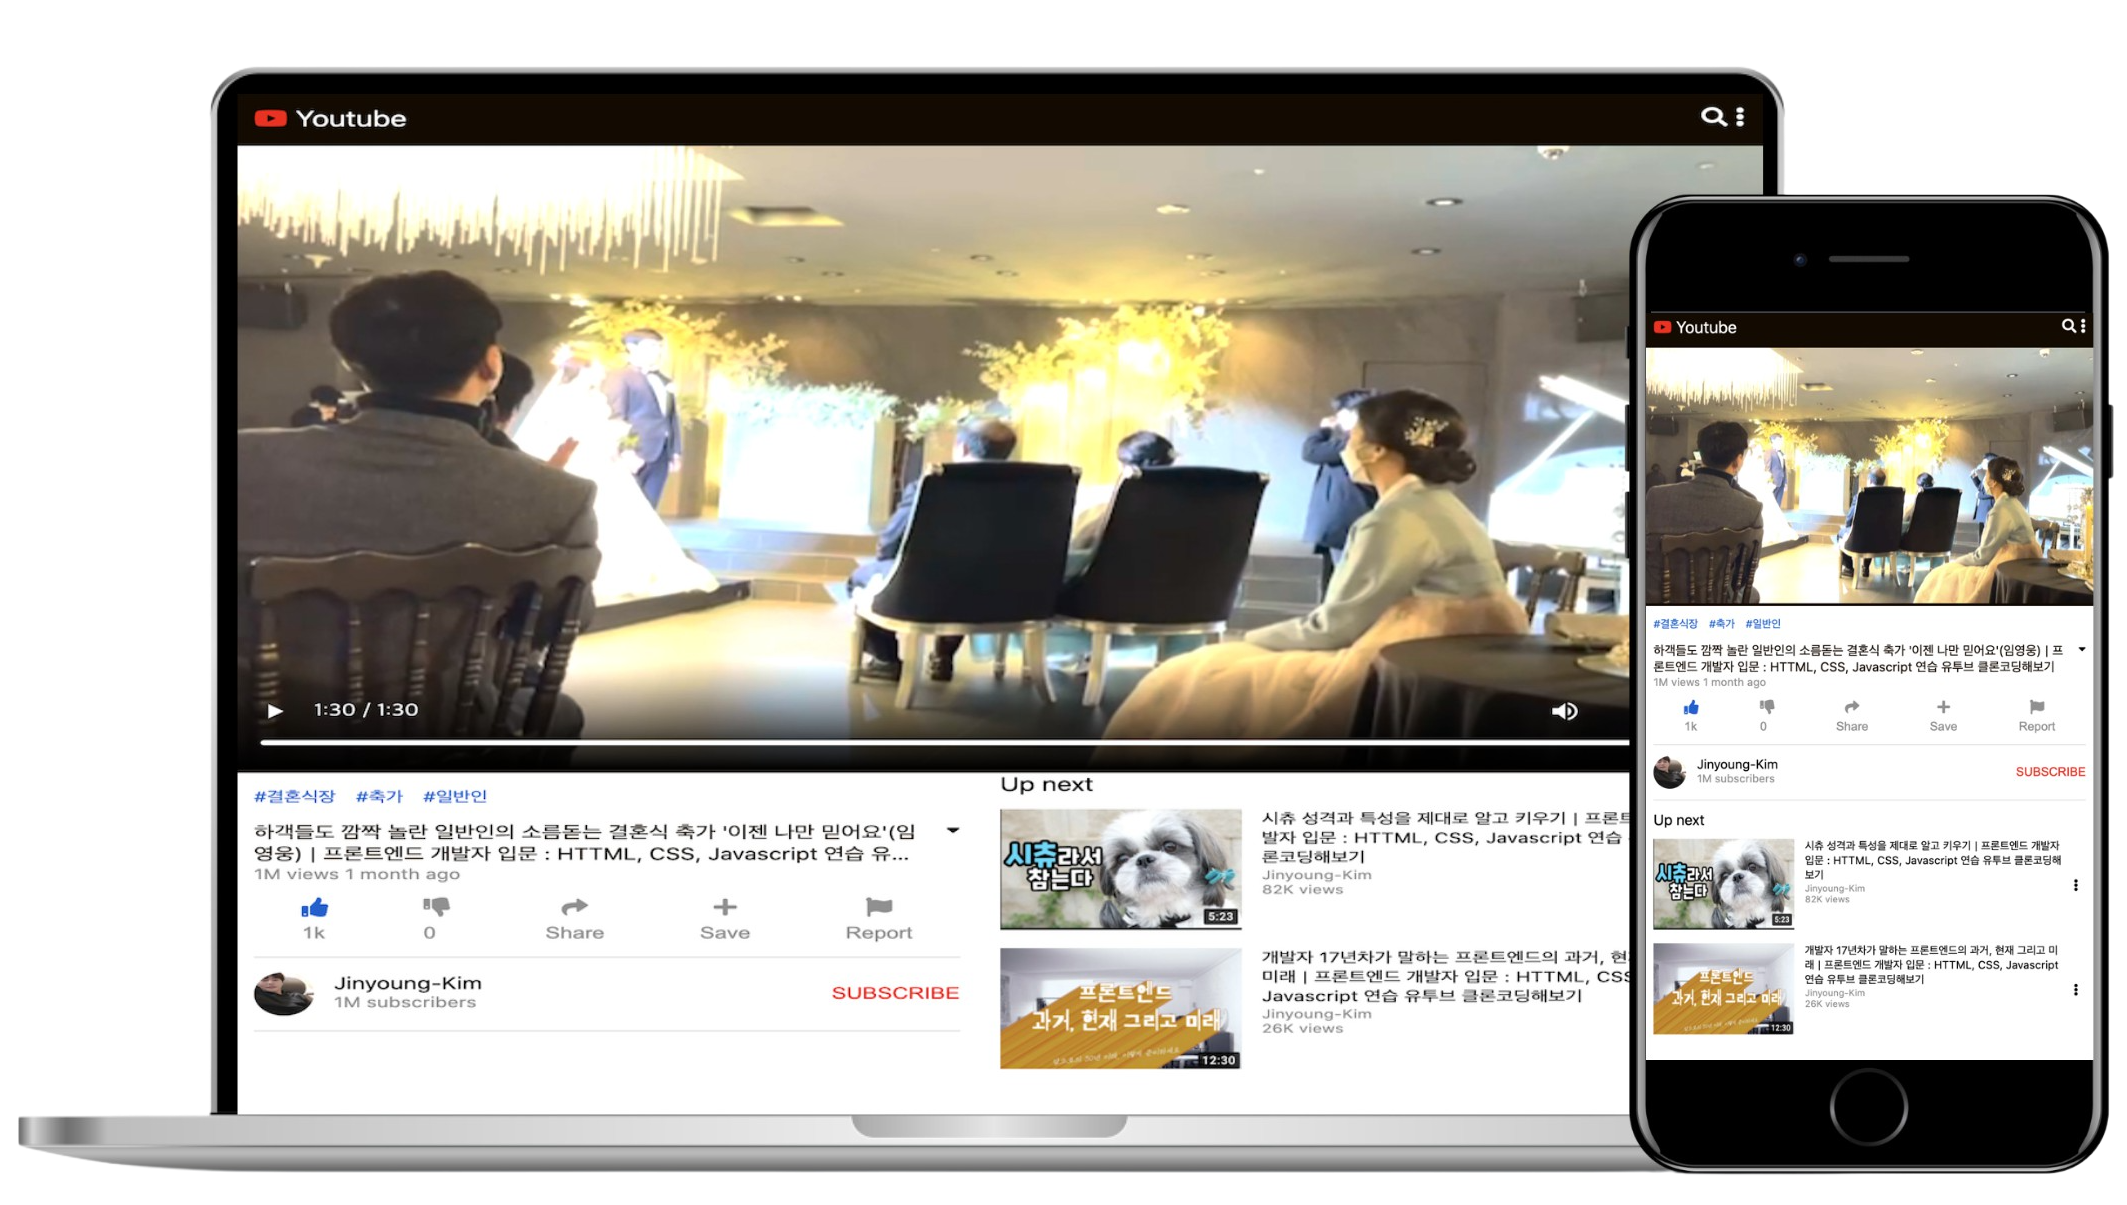 Youtube
1:30 / 1:30
#결혼식장 #축가 #일반인
하객들도 깜짝 놀란 일반인의 소름돋는 결혼식 축가 '이젠 나만 믿어요'(임
영웅) | 프론트엔드 개발자 입문 : HTTML, CSS, Javascript 연습 유...
1M views 1 month ago
1k 0 Share Save Report
Jinyoung-Kim
1M subscribers
SUBSCRIBE
Up next
시츄라서
참는다
5:23
시츄 성격과 특성을 제대로 알고 키우기 | 프론트
발자 입문 : HTTML, CSS, Javascript 연습
론코딩해보기
Jinyoung-Kim
82K views
프론트엔드
과거, 현재 그리고 미래
12:30
개발자 17년차가 말하는 프론트엔드의 과거, 현
미래 | 프론트엔드 개발자 입문 : HTTML, CSS
Javascript 연습 유투브 클론코딩해보기
Jinyoung-Kim
26K views
Youtube
#결혼식장 #축가 #일반인
하객들도 깜짝 놀란 일반인의 소름돋는 결혼식 축가 '이젠 나만 믿어요'(임영웅) | 프
론트엔드 개발자 입문 : HTTML, CSS, Javascript 연습 유투브 클론코딩해보기
1M views 1 month ago
1k 0 Share Save Report
Jinyoung-Kim
1M subscribers
SUBSCRIBE
Up next
시츄라서
참는다
5:23
시츄 성격과 특성을 제대로 알고 키우기 | 프론트엔드 개발자
입문 : HTTML, CSS, Javascript 연습 유투브 클론코딩해
보기
Jinyoung-Kim
82K views
프론트엔드
과거, 현재 그리고 미래
12:30
개발자 17년차가 말하는 프론트엔드의 과거, 현재 그리고 미
래 | 프론트엔드 개발자 입문 : HTTML, CSS, Javascript
연습 유투브 클론코딩해보기
Jinyoung-Kim
26K views